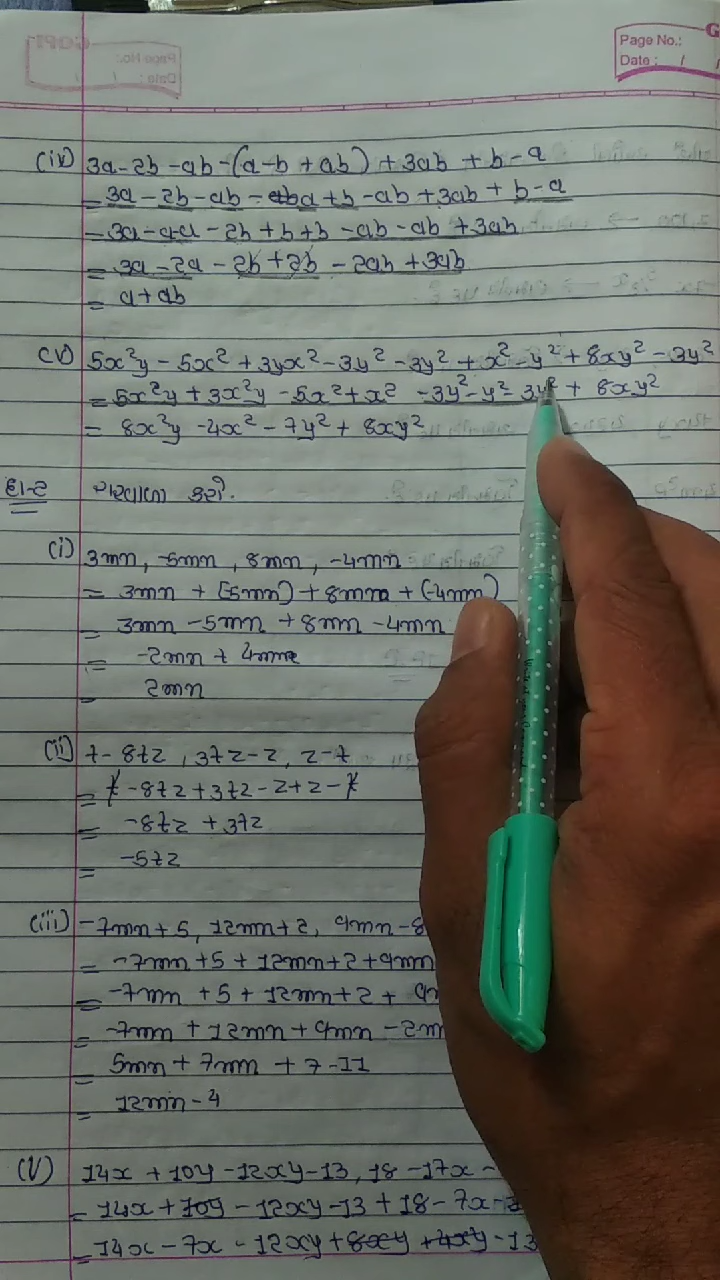 Page No.:
Date : / /
(iv) 3a-2b-ab-(a-b+ab)+3ab+b-a
= 3a-2b-ab-a+b-ab+3ab+b-a
= 3a-a-a-2b+b+b-ab-ab+3ab
= 3a-2a-2b+2b-2ab+3ab
= a+ab
(v) 5x²y-5x²+3yx²-3y²-3y²+x²-y²+8xy²-3y²
= 5x²y+3x²y-5x²+x²-3y²-y²-3y²+8xy²
= 8x²y-4x²-7y²+8xy²
દા-૨ સરવાળા કરો.
(i) 3mn, -5mn, 8mn, -4mn
= 3mn+(-5mn)+8mn+(-4mn)
= 3mn-5mn+8mn-4mn
= -2mn+4mn
= 2mn
(ii) t-8tz, 3tz-z, z-t
= t-8tz+3tz-z+z-t
= -8tz+3tz
= -5tz
(iii) -7mn+5, 12mn+2, 9mn-8
= -7mn+5+12mn+2+9mn
= -7mn+5+12mn+2+
= -7mn+12mn+9mn-2m
= 5mn+7mn+7-11
= 12mn-4
(V) 14x+10y-12xy-13, 18-17x-
= 14x+10y-12xy-13+18-7x-
= 14x-7x-12xy+8xy+4xy-13